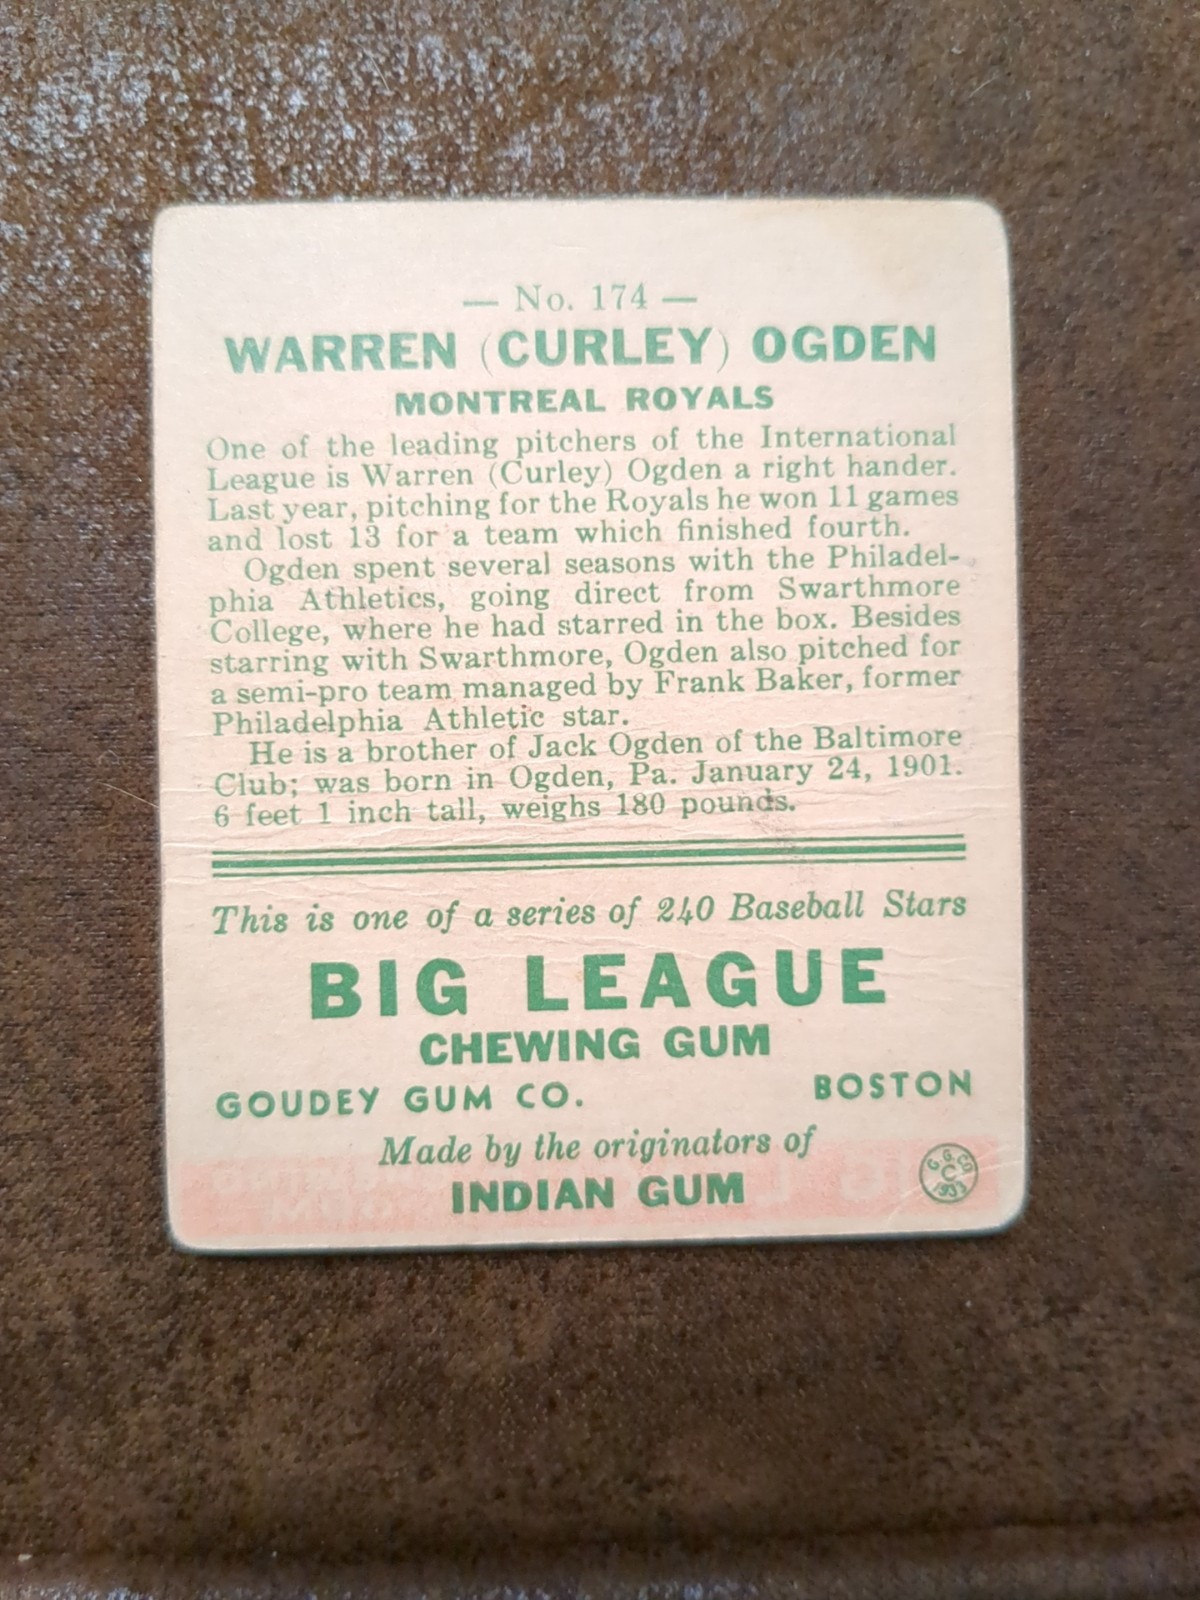 — No. 174 —
WARREN (CURLEY) OGDEN
MONTREAL ROYALS
One of the leading pitchers of the International
League is Warren (Curley) Ogden a right hander.
Last year, pitching for the Royals he won 11 games
and lost 13 for a team which finished fourth.
Ogden spent several seasons with the Philadel-
phia Athletics, going direct from Swarthmore
College, where he had starred in the box. Besides
starring with Swarthmore, Ogden also pitched for
a semi-pro team managed by Frank Baker, former
Philadelphia Athletic star.
He is a brother of Jack Ogden of the Baltimore
Club; was born in Ogden, Pa. January 24, 1901.
6 feet 1 inch tall, weighs 180 pounds.
This is one of a series of 240 Baseball Stars
BIG LEAGUE
CHEWING GUM
GOUDEY GUM CO. BOSTON
Made by the originators of
INDIAN GUM
G. G. Co
C
1933